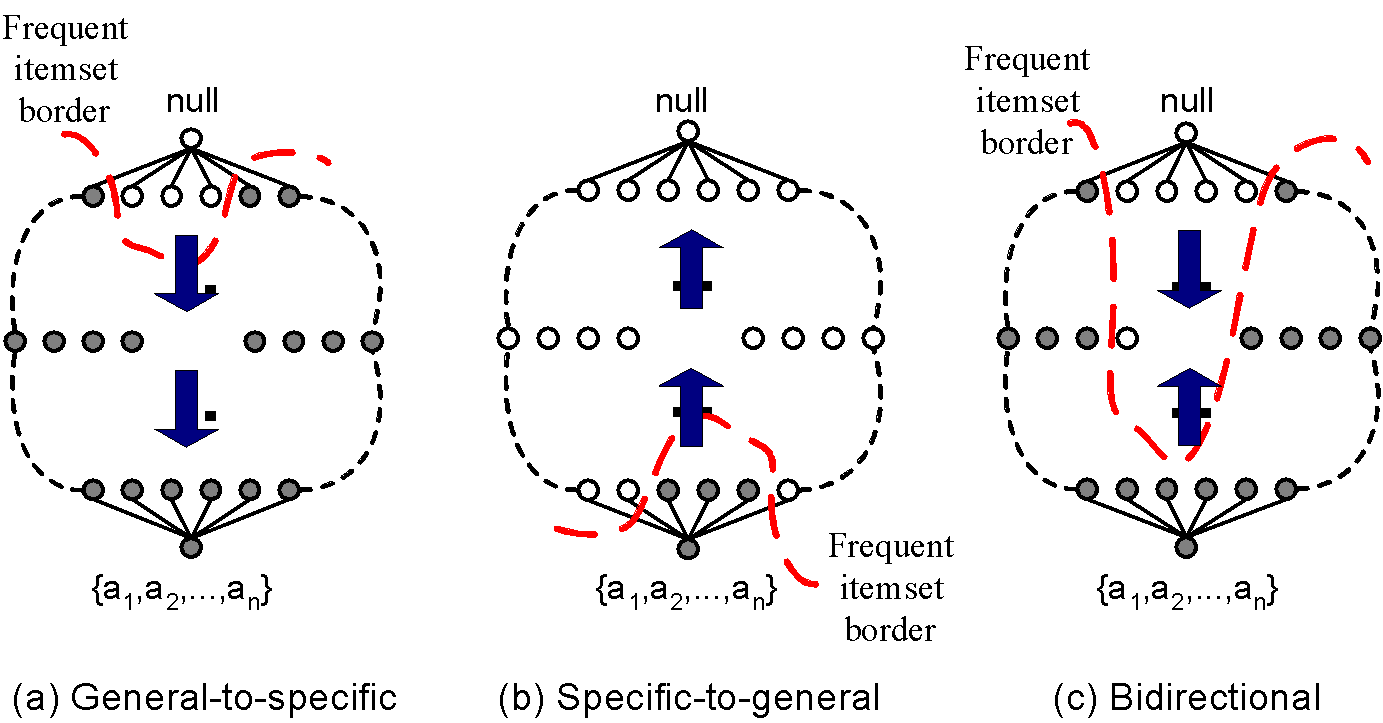 Frequent
itemset
border
null
{a1,a2,...,an}
(a) General-to-specific
null
Frequent
itemset
border
{a1,a2,...,an}
(b) Specific-to-general
Frequent
itemset
border
null
{a1,a2,...,an}
(c) Bidirectional